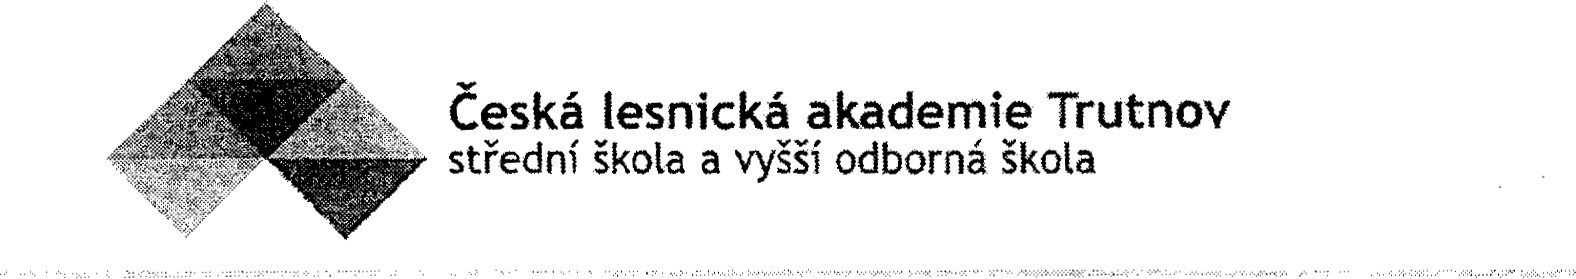 Česká lesnická akademie Trutnov
střední škola a vyšší odborná škola